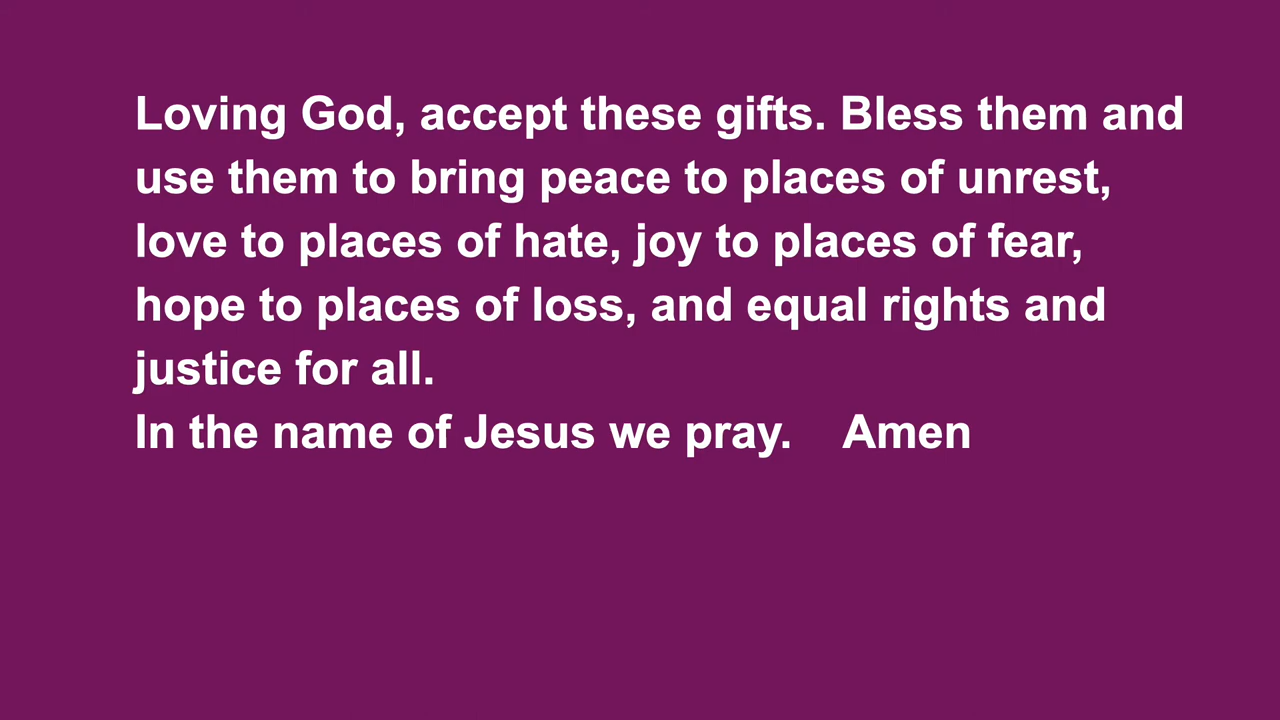 Loving God, accept these gifts. Bless them and
use them to bring peace to places of unrest,
love to places of hate, joy to places of fear,
hope to places of loss, and equal rights and
justice for all.
In the name of Jesus we pray.    Amen